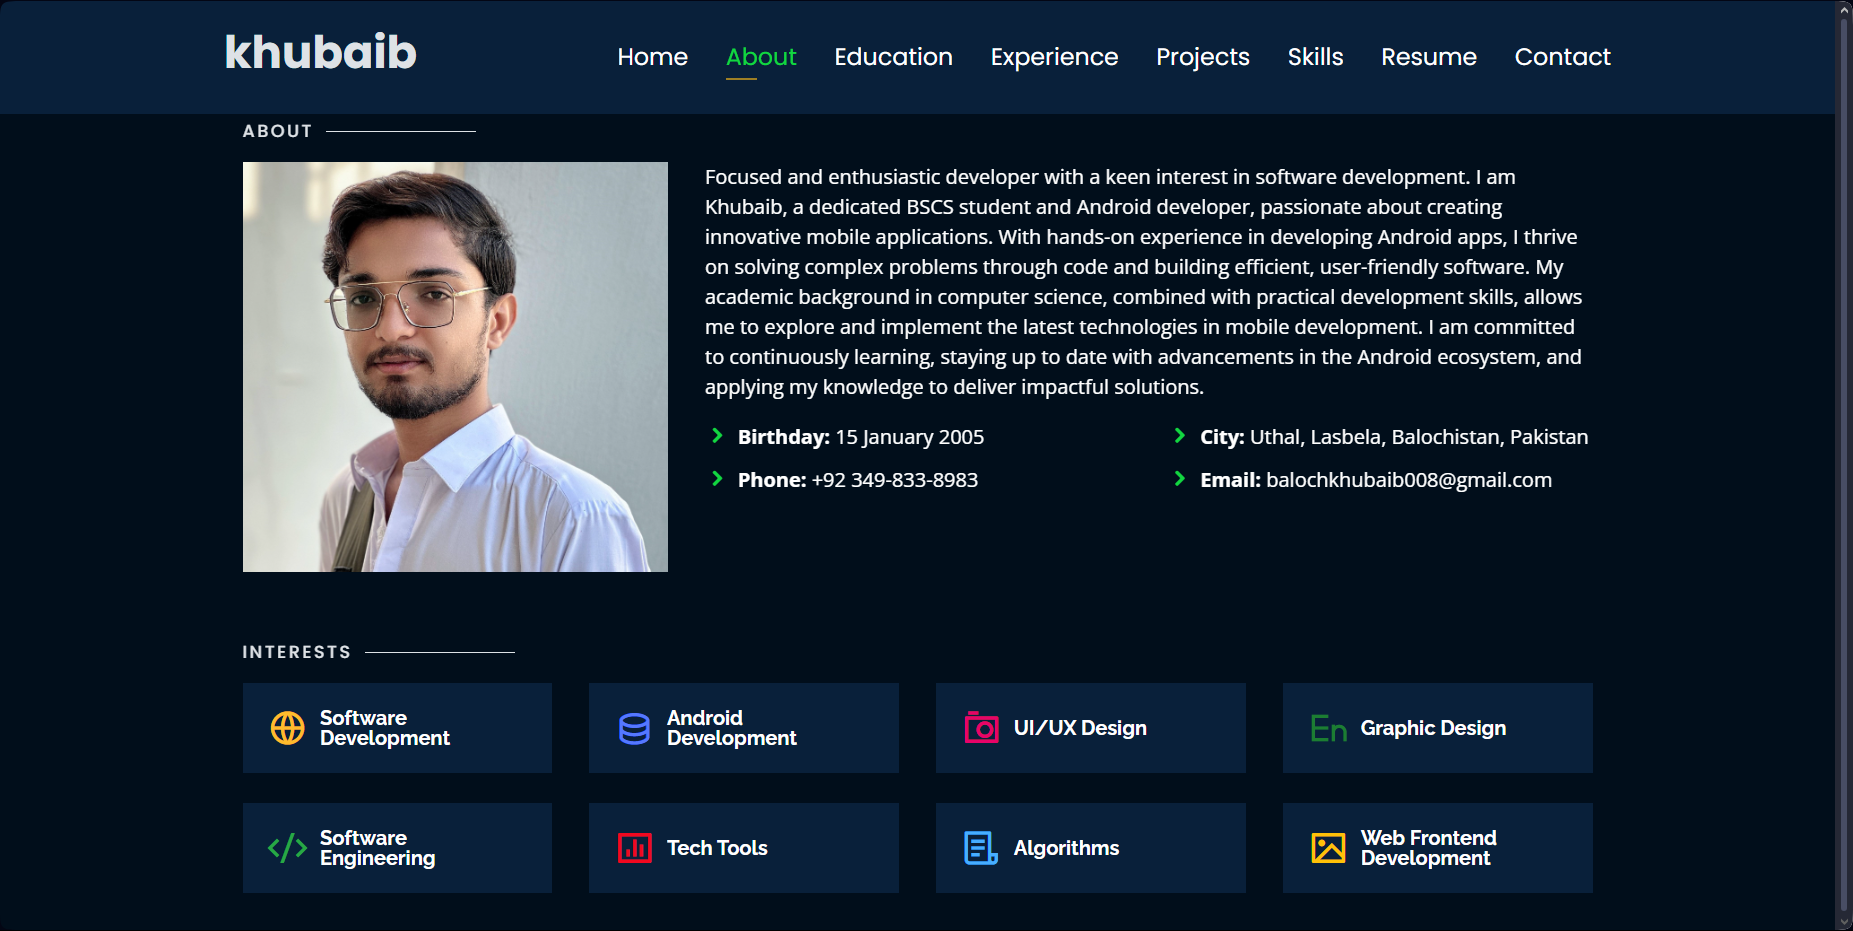 khubaib
Home About Education Experience Projects Skills Resume Contact
ABOUT
Focused and enthusiastic developer with a keen interest in software development. I am
Khubaib, a dedicated BSCS student and Android developer, passionate about creating
innovative mobile applications. With hands-on experience in developing Android apps, I thrive
on solving complex problems through code and building efficient, user-friendly software. My
academic background in computer science, combined with practical development skills, allows
me to explore and implement the latest technologies in mobile development. I am committed
to continuously learning, staying up to date with advancements in the Android ecosystem, and
applying my knowledge to deliver impactful solutions.
Birthday: 15 January 2005
City: Uthal, Lasbela, Balochistan, Pakistan
Phone: +92 349-833-8983
Email: balochkhubaib008@gmail.com
INTERESTS
Software
Development
Android
Development
UI/UX Design
En Graphic Design
Software
Engineering
Tech Tools
Algorithms
Web Frontend
Development